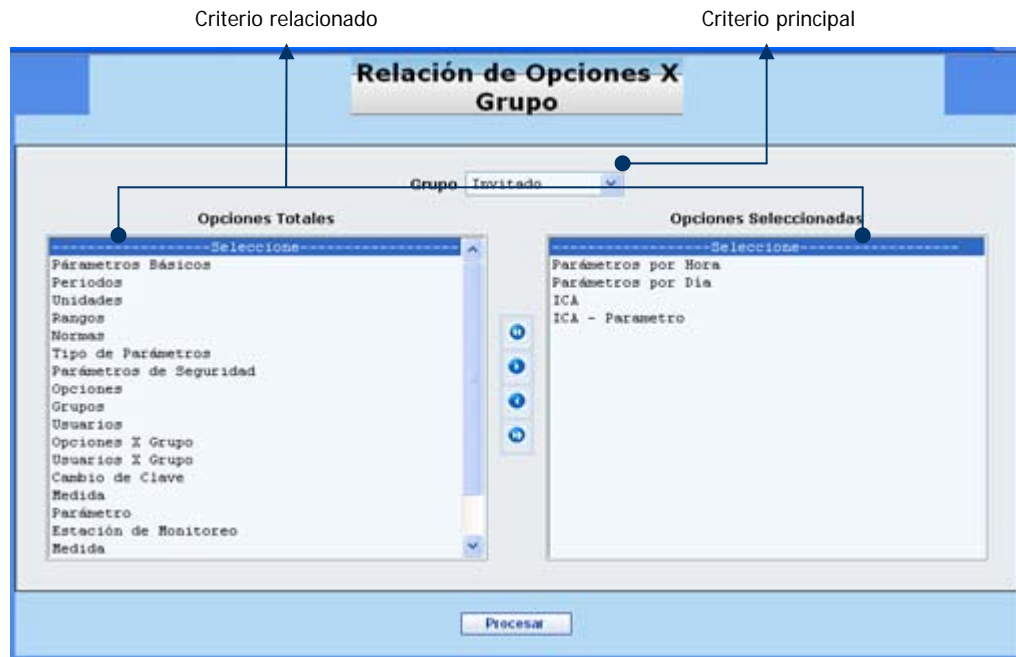 Criterio relacionado
Criterio principal
Relación de Opciones X
Grupo
Grupo Invitado
Opciones Totales
Opciones Seleccionadas
------------------Seleccione------------------
Párametros Básicos
Periodos
Unidades
Rangos
Normas
Tipo de Parámetros
Parámetros de Seguridad
Opciones
Grupos
Usuarios
Opciones X Grupo
Usuarios X Grupo
Cambio de Clave
Medida
Parámetro
Estación de Monitoreo
Medida
------------------Seleccione------------------
Parámetros por Hora
Parámetros por Día
ICA
ICA - Parametro
Procesar